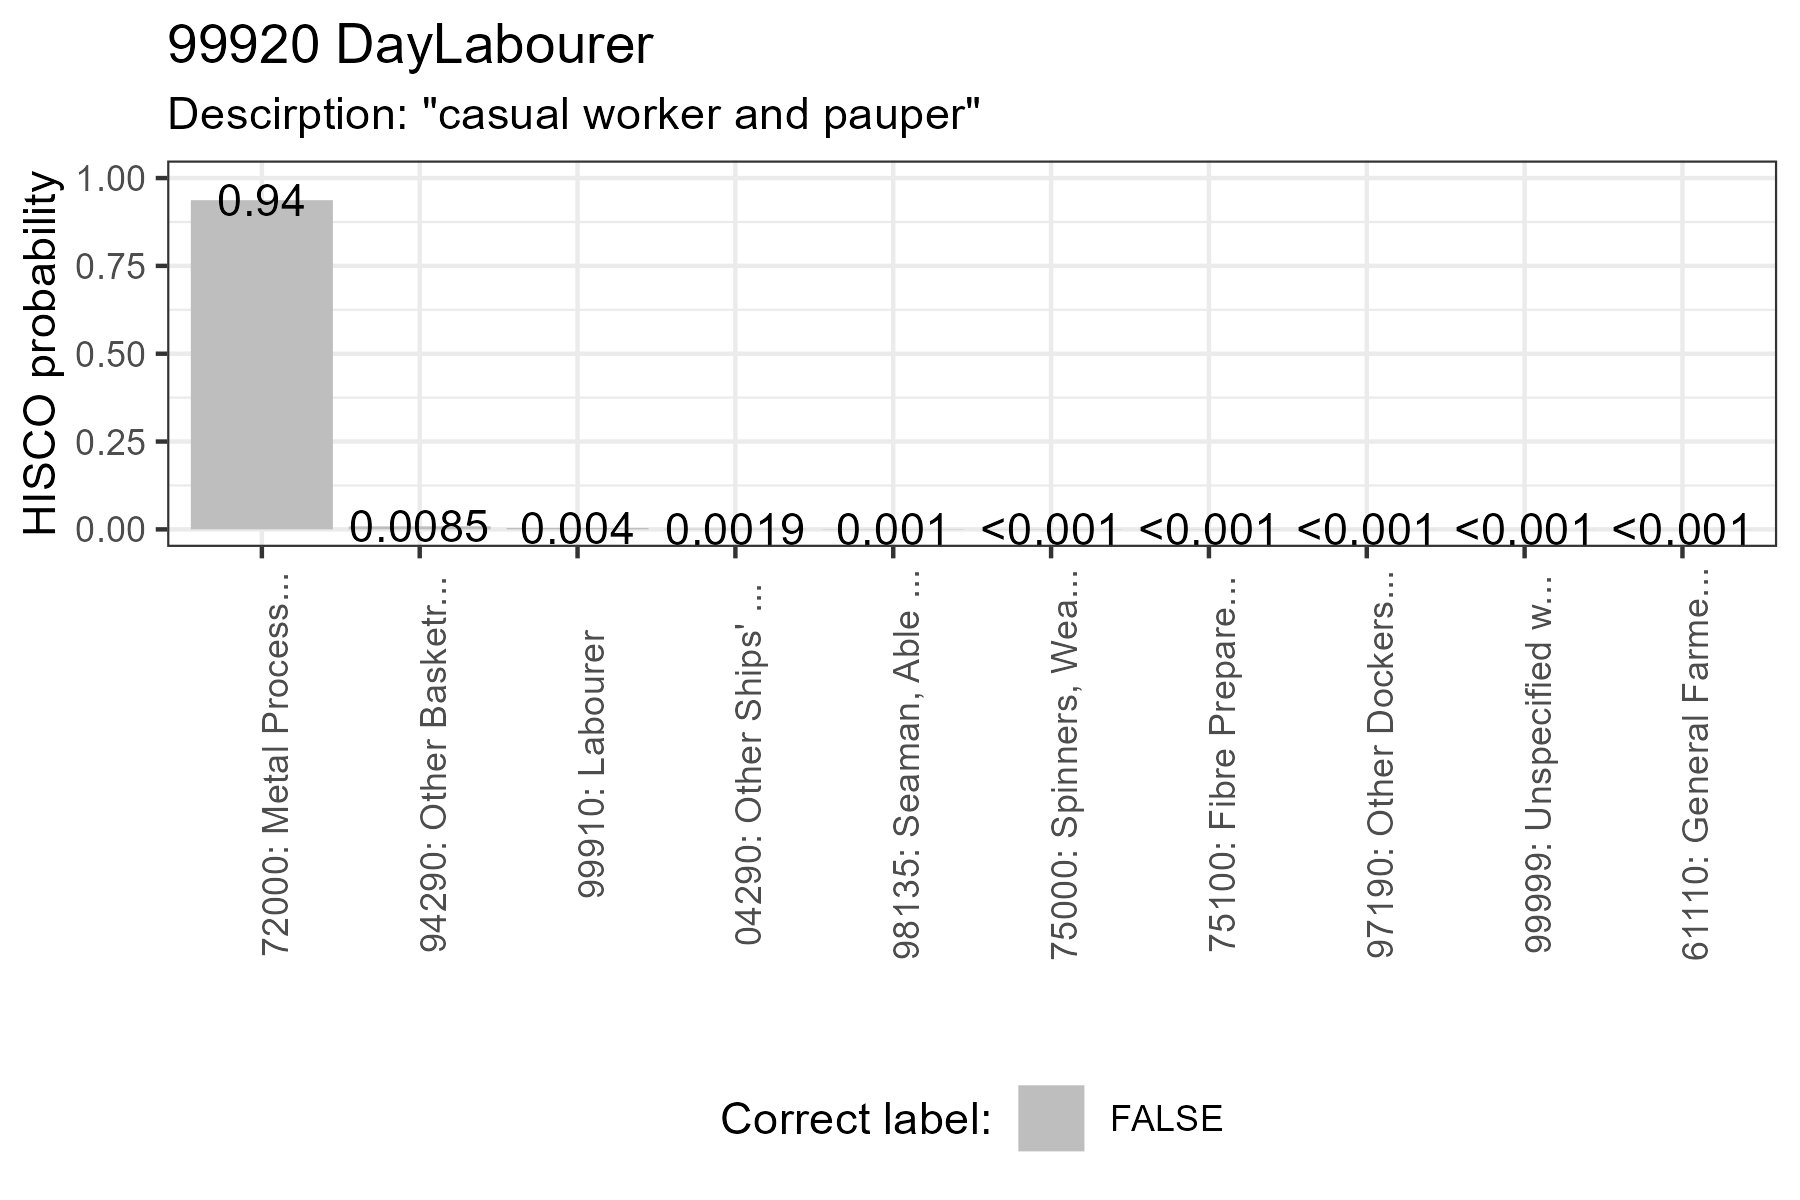 99920 DayLabourer
Descirption: "casual worker and pauper"
HISCO probability
1.00
0.75
0.50
0.25
0.00
0.94
0.0085
0.004
0.0019
0.001
<0.001
<0.001
<0.001
<0.001
<0.001
72000: Metal Process...
94290: Other Basketr...
99910: Labourer
04290: Other Ships' ...
98135: Seaman, Able ...
75000: Spinners, Wea...
75100: Fibre Prepare...
97190: Other Dockers...
99999: Unspecified w...
61110: General Farme...
Correct label: FALSE